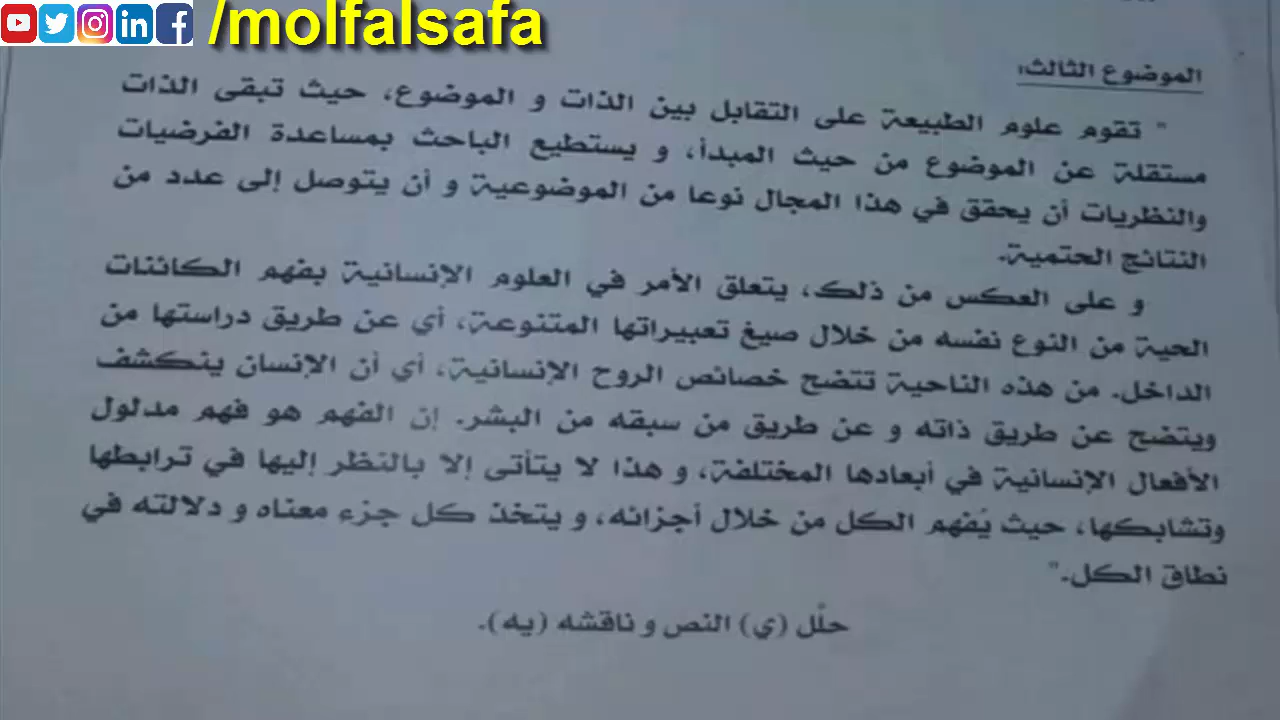 /molfalsafa
الموضوع الثالث:
" تقوم علوم الطبيعة على التقابل بين الذات و الموضوع، حيث تبقى الذات
مستقلة عن الموضوع من حيث المبدأ، و يستطيع الباحث بمساعدة الفرضيات
والنظريات أن يحقق في هذا المجال نوعا من الموضوعية و أن يتوصل إلى عدد من
النتائج الحتمية.
و على العكس من ذلك، يتعلق الأمر في العلوم الإنسانية بفهم الكائنات
الحية من النوع نفسه من خلال صيغ تعبيراتها المتنوعة، أي عن طريق دراستها من
الداخل. من هذه الناحية تتضح خصائص الروح الإنسانية، أي أن الإنسان ينكشف
ويتضح عن طريق ذاته و عن طريق من سبقه من البشر. إن الفهم هو فهم مدلول
الأفعال الإنسانية في أبعادها المختلفة، و هذا لا يتأتى إلا بالنظر إليها في ترابطها
وتشابكها، حيث يُفهم الكل من خلال أجزائه، و يتخذ كل جزء معناه و دلالته في
نطاق الكل."
حلّل (ي) النص و ناقشه (يه).